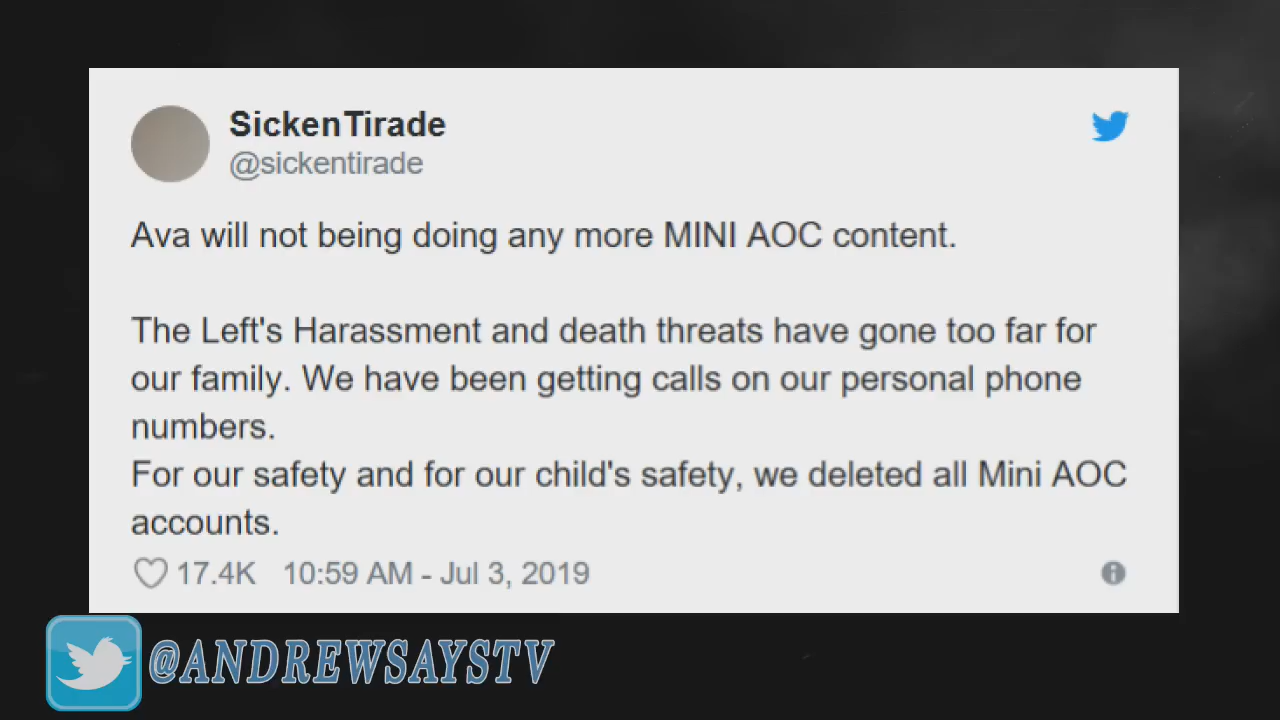 SickenTirade
@sickentirade
Ava will not being doing any more MINI AOC content.
The Left's Harassment and death threats have gone too far for
our family. We have been getting calls on our personal phone
numbers.
For our safety and for our child's safety, we deleted all Mini AOC
accounts.
17.4K 10:59 AM - Jul 3, 2019
@ANDREWSAYSTV